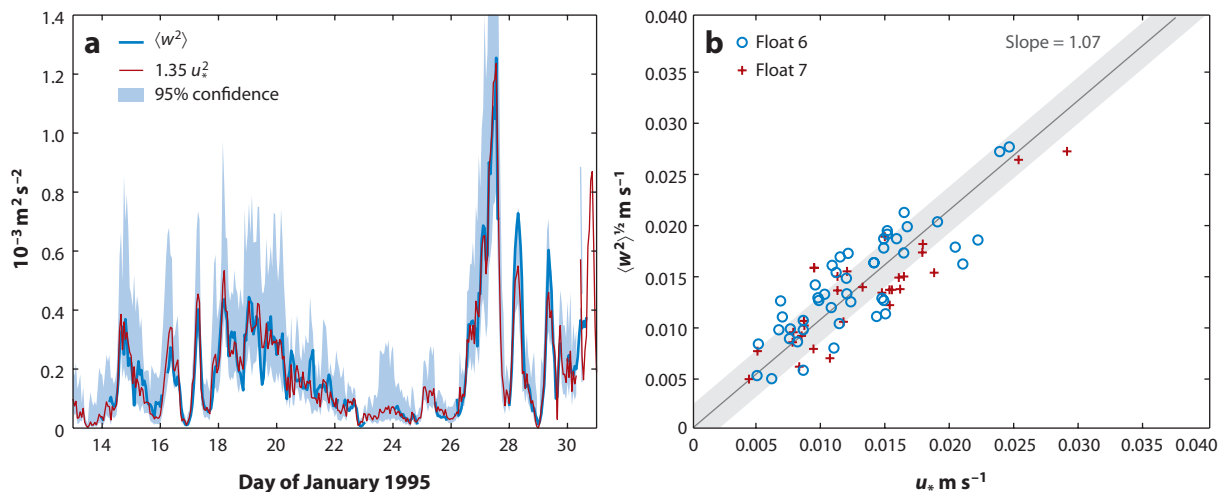 a
⟨w²⟩
1.35 u*²
95% confidence
1.4
1.2
1.0
0.8
0.6
0.4
0.2
0
10⁻³ m² s⁻²
14 16 18 20 22 24 26 28 30
Day of January 1995
b
Float 6
Float 7
Slope = 1.07
0.040
0.040
0.030
0.025
0.020
0.015
0.010
0.005
0
⟨w²⟩^½ m s⁻¹
0 0.005 0.010 0.015 0.020 0.025 0.030 0.035 0.040
u* m s⁻¹